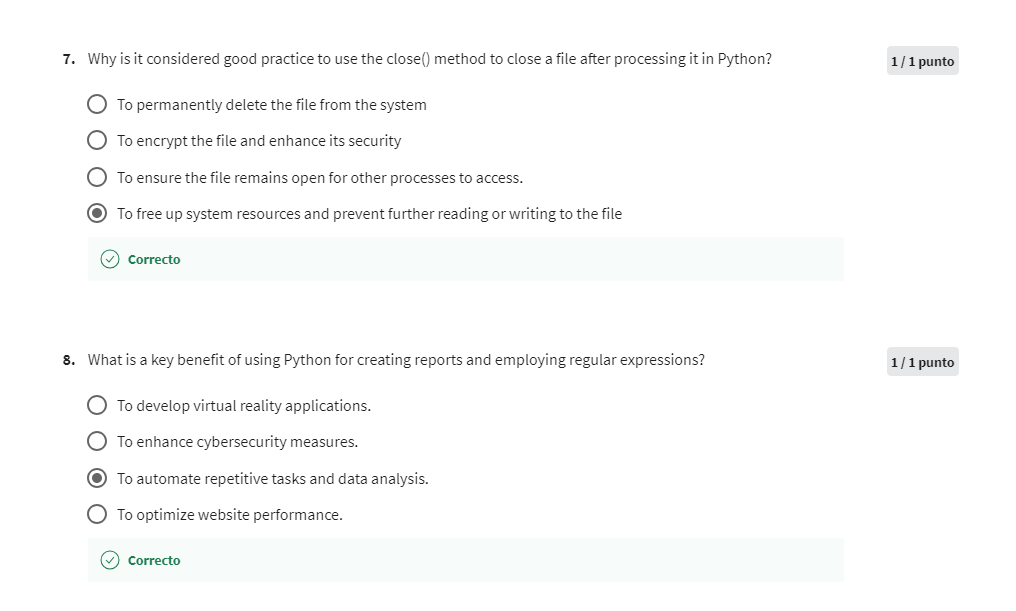 7. Why is it considered good practice to use the close() method to close a file after processing it in Python?
1 / 1 punto
To permanently delete the file from the system
To encrypt the file and enhance its security
To ensure the file remains open for other processes to access.
To free up system resources and prevent further reading or writing to the file
Correcto
8. What is a key benefit of using Python for creating reports and employing regular expressions?
1 / 1 punto
To develop virtual reality applications.
To enhance cybersecurity measures.
To automate repetitive tasks and data analysis.
To optimize website performance.
Correcto